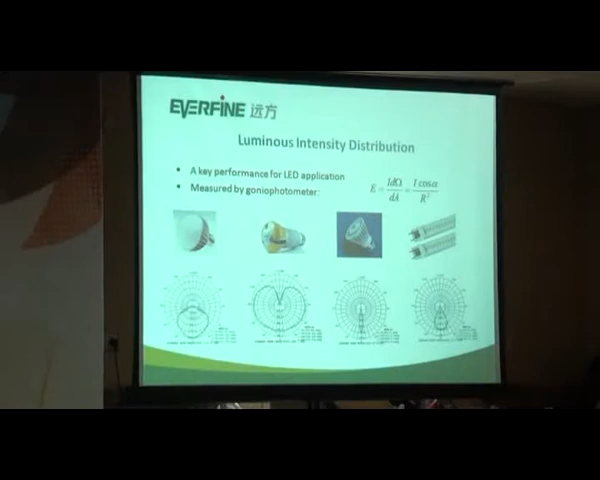 EVERFINE 远方
Luminous Intensity Distribution
• A key performance for LED application
• Measured by goniophotometer:
E = IdΩ/dA = I cosα/R²